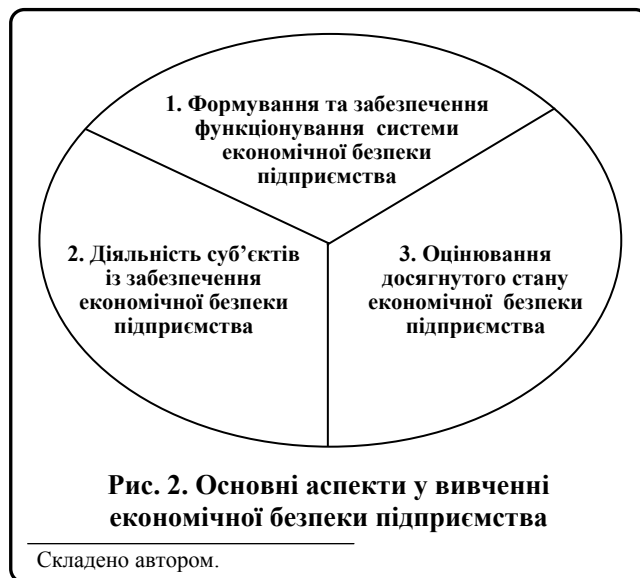 1. Формування та забезпечення
функціонування системи
економічної безпеки
підприємства
2. Діяльність суб’єктів
із забезпечення
економічної безпеки
підприємства
3. Оцінювання
досягнутого стану
економічної безпеки
підприємства
Рис. 2. Основні аспекти у вивченні
економічної безпеки підприємства
Складено автором.